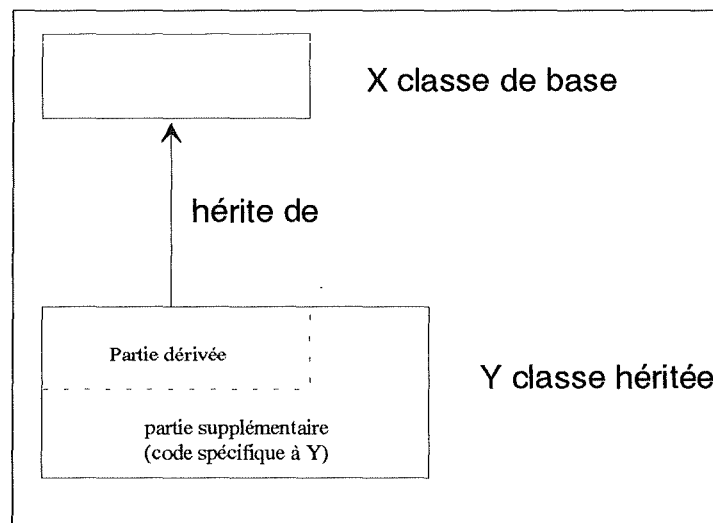 X classe de base
hérite de
Partie dérivée
Y classe héritée
partie supplémentaire
(code spécifique à Y)